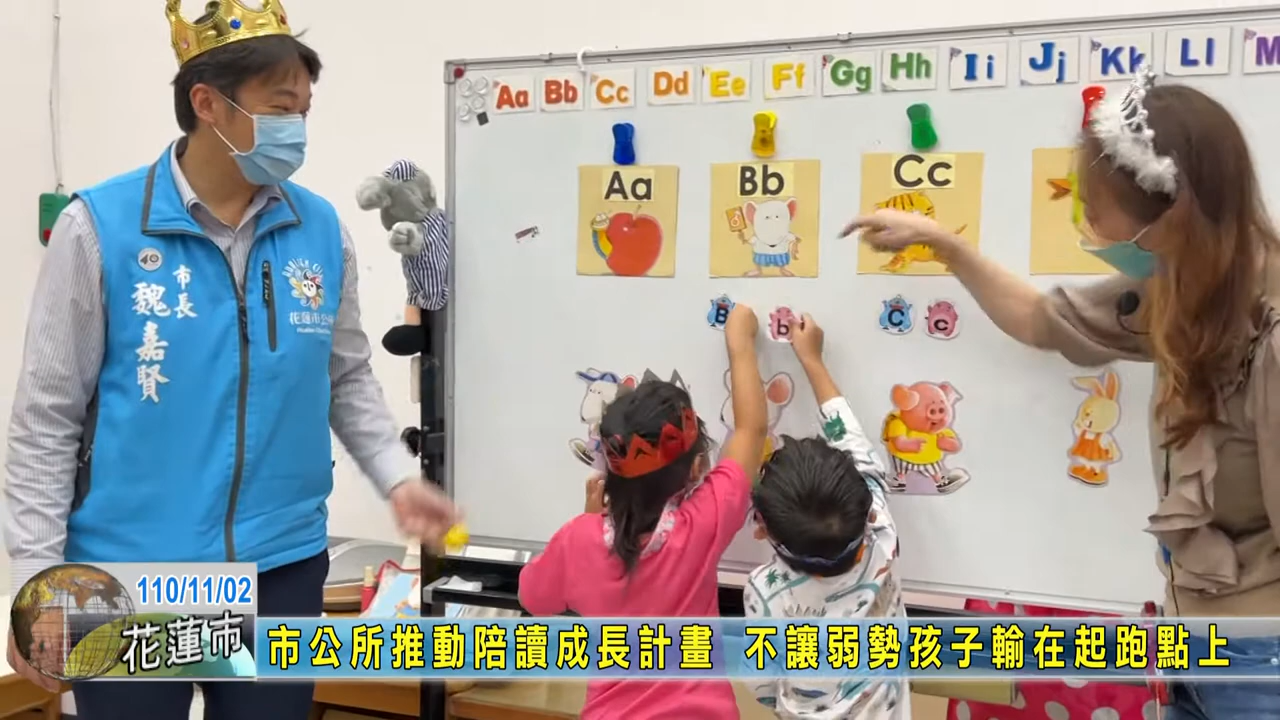 Aa Bb Cc Dd Ee Ff Gg Hh Ii Jj Kk Ll M
Aa
Bb
Cc
B
b
C
c
40
市長
魏嘉賢
花蓮市公
110/11/02
花蓮市
市公所推動陪讀成長計畫 不讓弱勢孩子輸在起跑點上